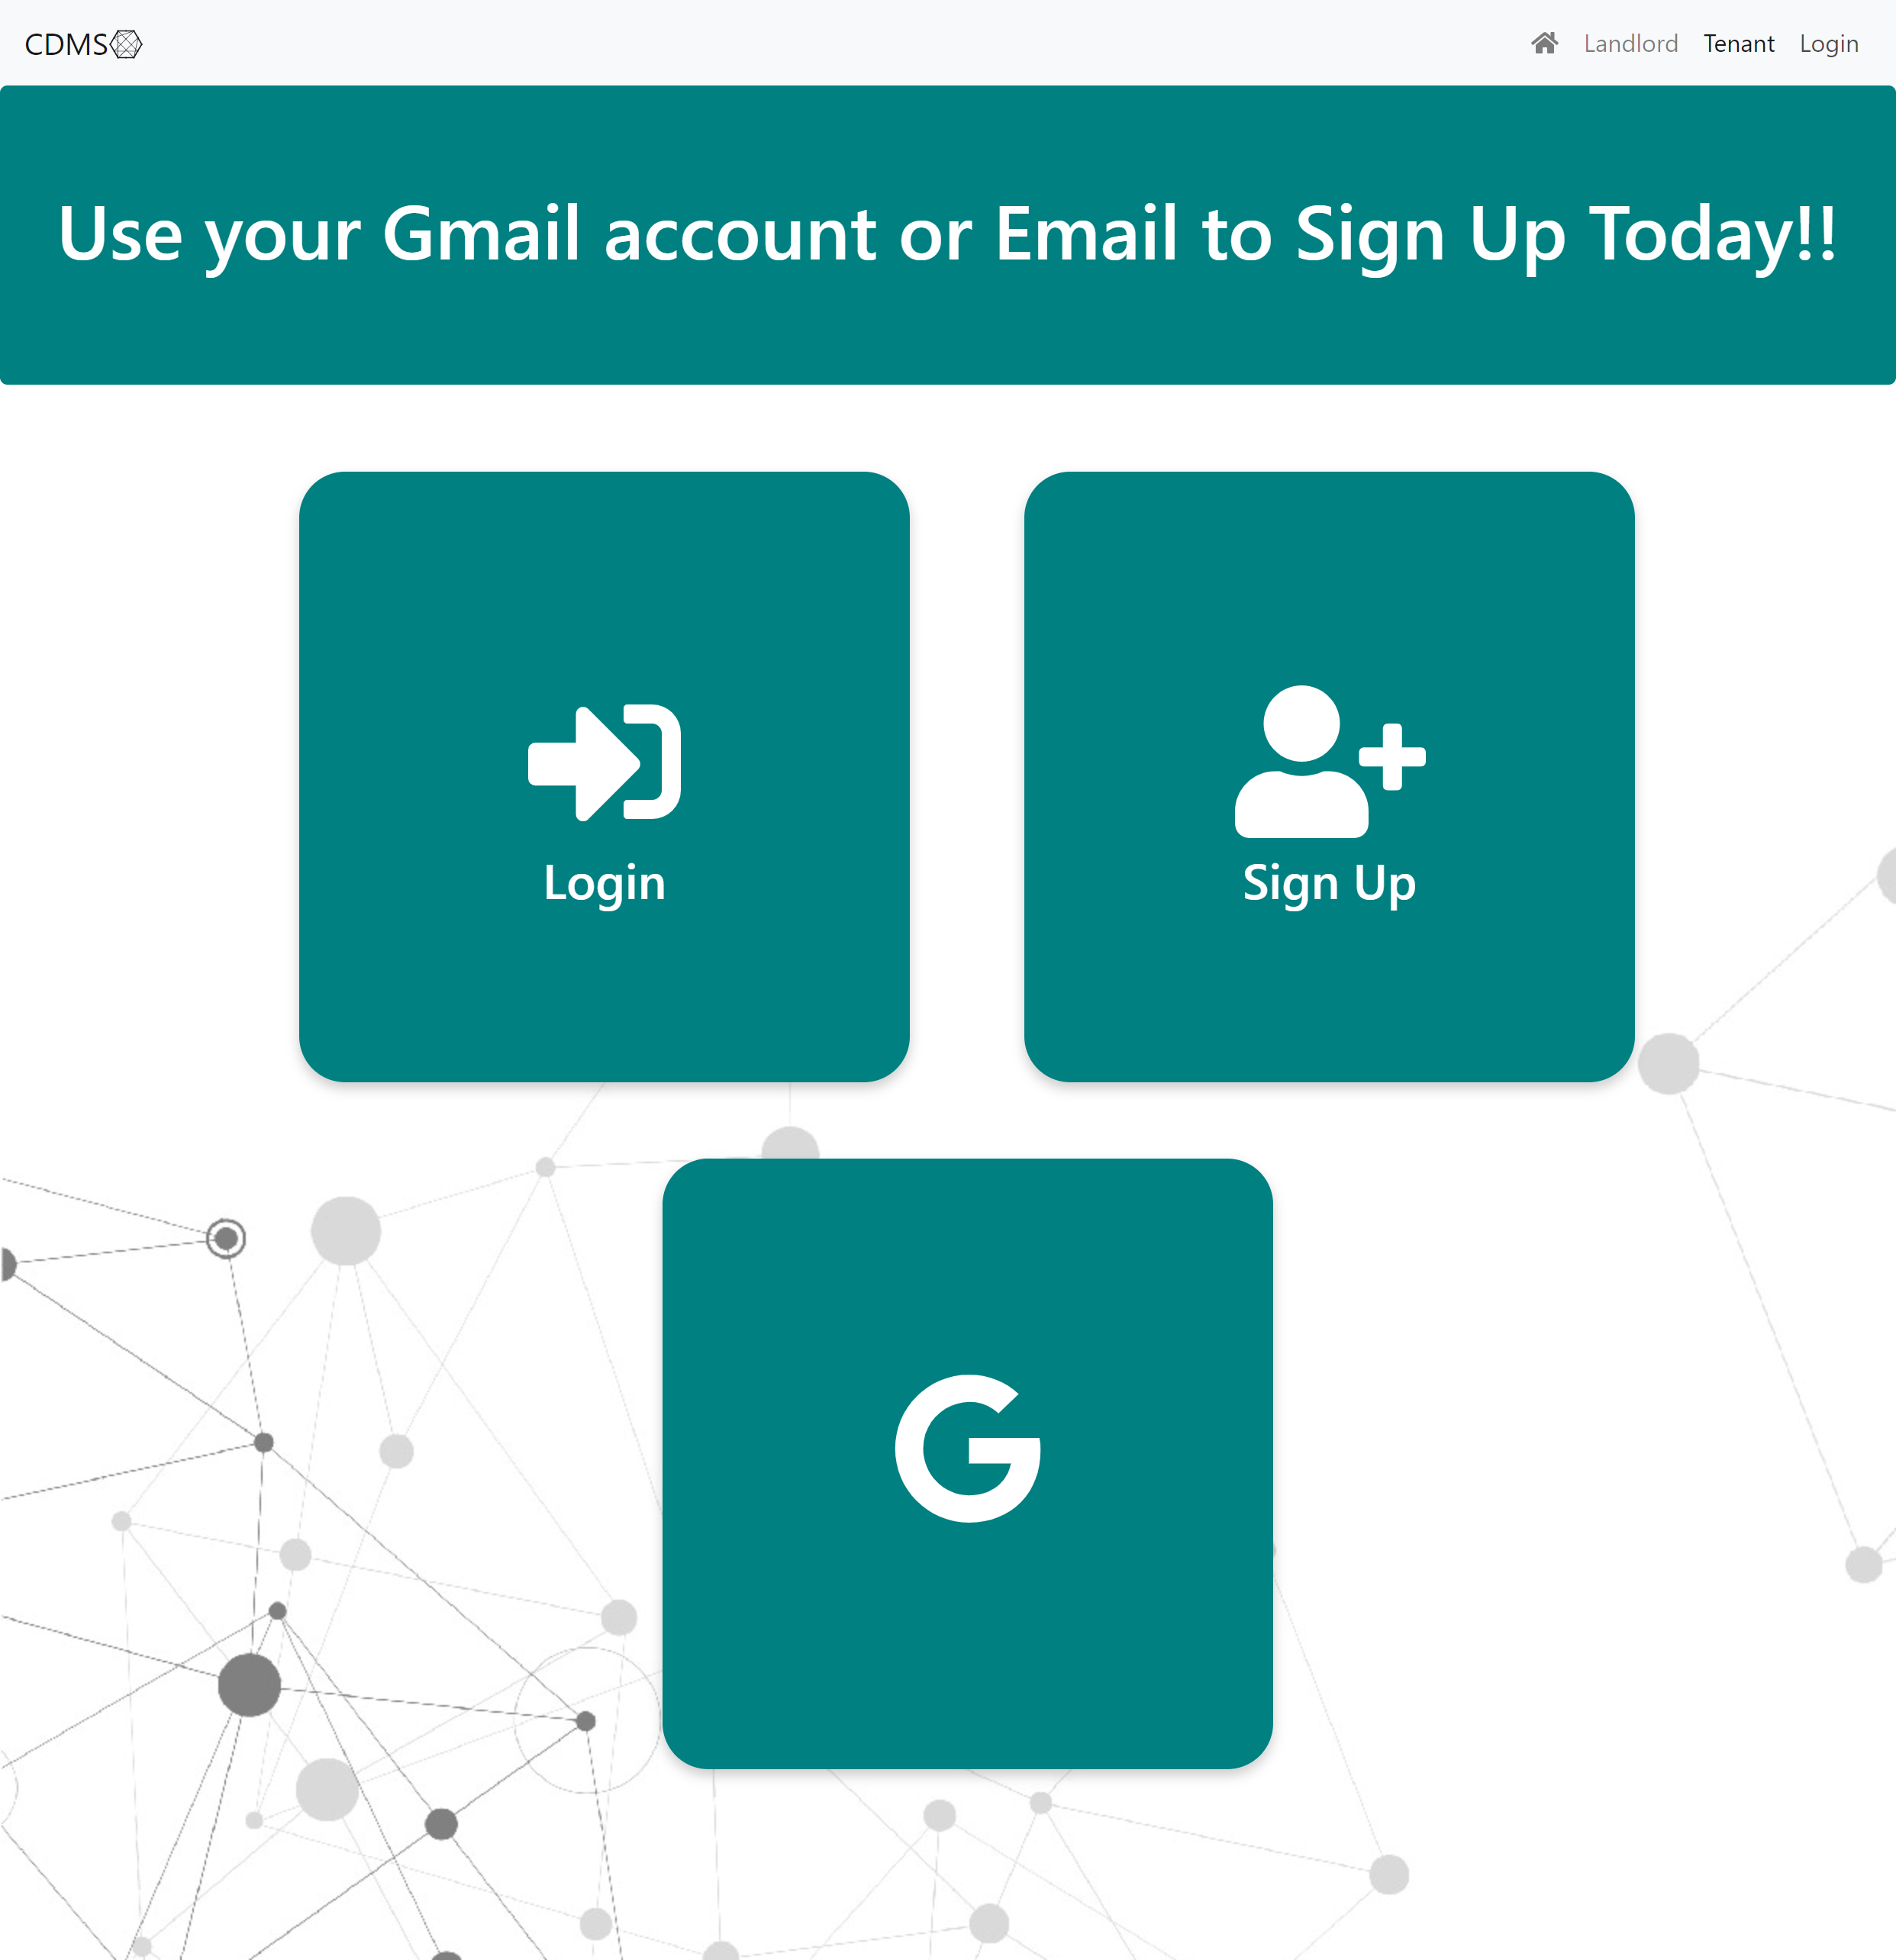 CDMS
Landlord Tenant Login
Use your Gmail account or Email to Sign Up Today!!
Login
Sign Up
G